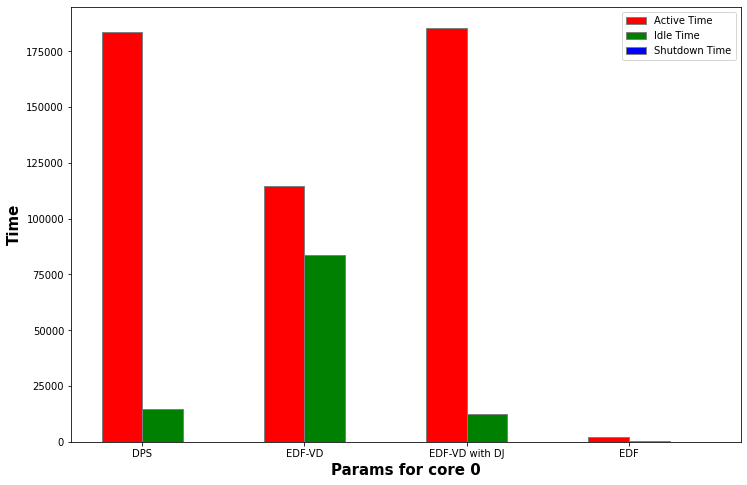 Active Time
Idle Time
Shutdown Time
175000
150000
125000
100000
75000
50000
25000
0
Time
DPS
EDF-VD
EDF-VD with DJ
EDF
Params for core 0